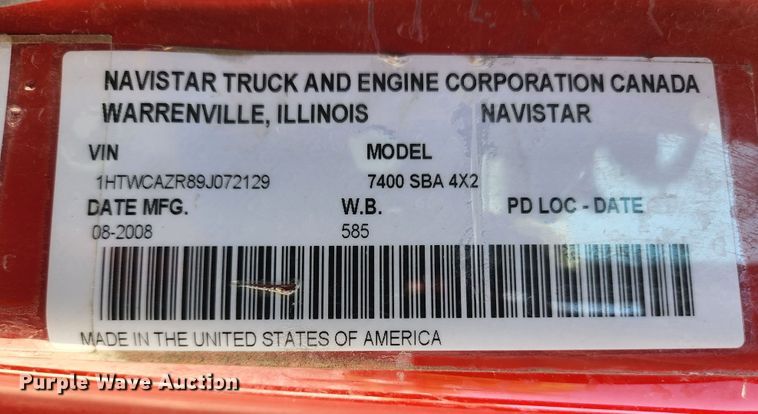 NAVISTAR TRUCK AND ENGINE CORPORATION CANADA
WARRENVILLE, ILLINOIS NAVISTAR
VIN MODEL
1HTWCAZR89J072129 7400 SBA 4X2
DATE MFG. W.B. PD LOC - DATE
08-2008 585
MADE IN THE UNITED STATES OF AMERICA
Purple Wave Auction